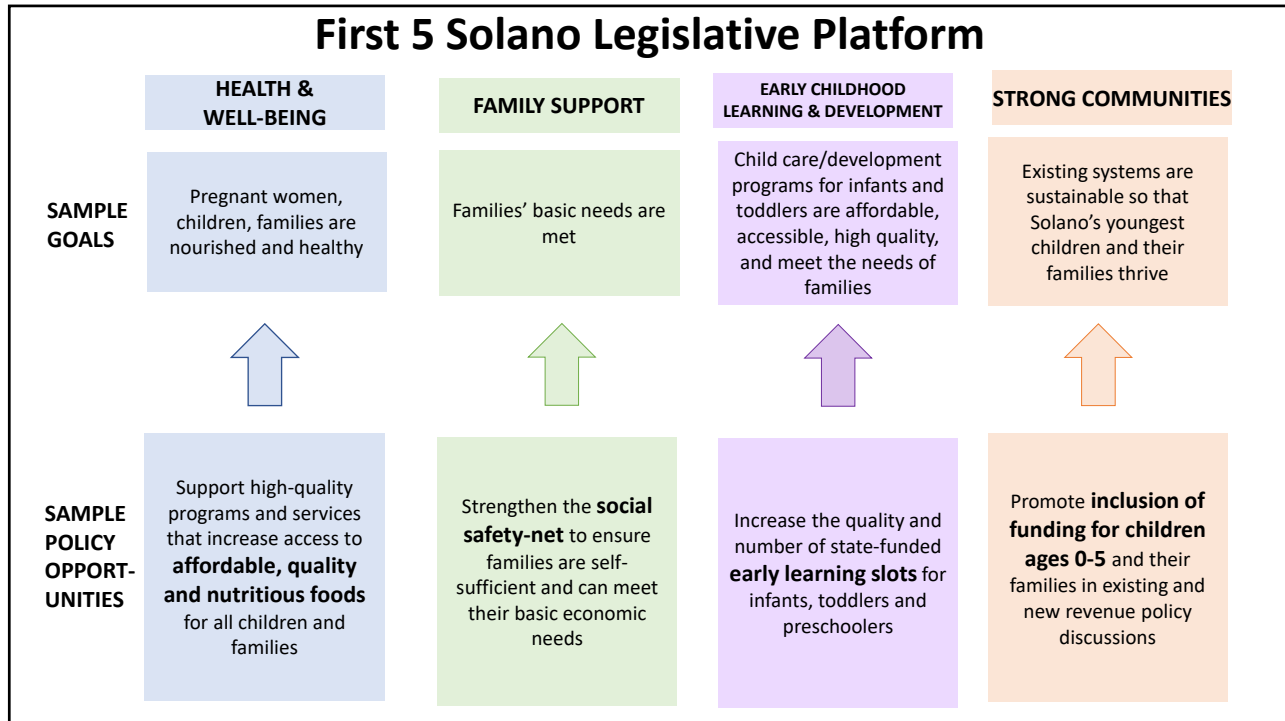 First 5 Solano Legislative Platform
HEALTH &
WELL-BEING
FAMILY SUPPORT
EARLY CHILDHOOD
LEARNING & DEVELOPMENT
STRONG COMMUNITIES
SAMPLE
GOALS
Pregnant women,
children, families are
nourished and healthy
Families’ basic needs are
met
Child care/development
programs for infants and
toddlers are affordable,
accessible, high quality,
and meet the needs of
families
Existing systems are
sustainable so that
Solano’s youngest
children and their
families thrive
SAMPLE
POLICY
OPPORT-
UNITIES
Support high-quality
programs and services
that increase access to
affordable, quality
and nutritious foods
for all children and
families
Strengthen the social
safety-net to ensure
families are self-
sufficient and can meet
their basic economic
needs
Increase the quality and
number of state-funded
early learning slots for
infants, toddlers and
preschoolers
Promote inclusion of
funding for children
ages 0-5 and their
families in existing and
new revenue policy
discussions